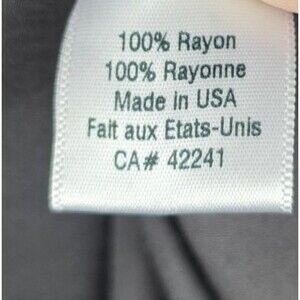 100% Rayon
100% Rayonne
Made in USA
Fait aux Etats-Unis
CA# 42241